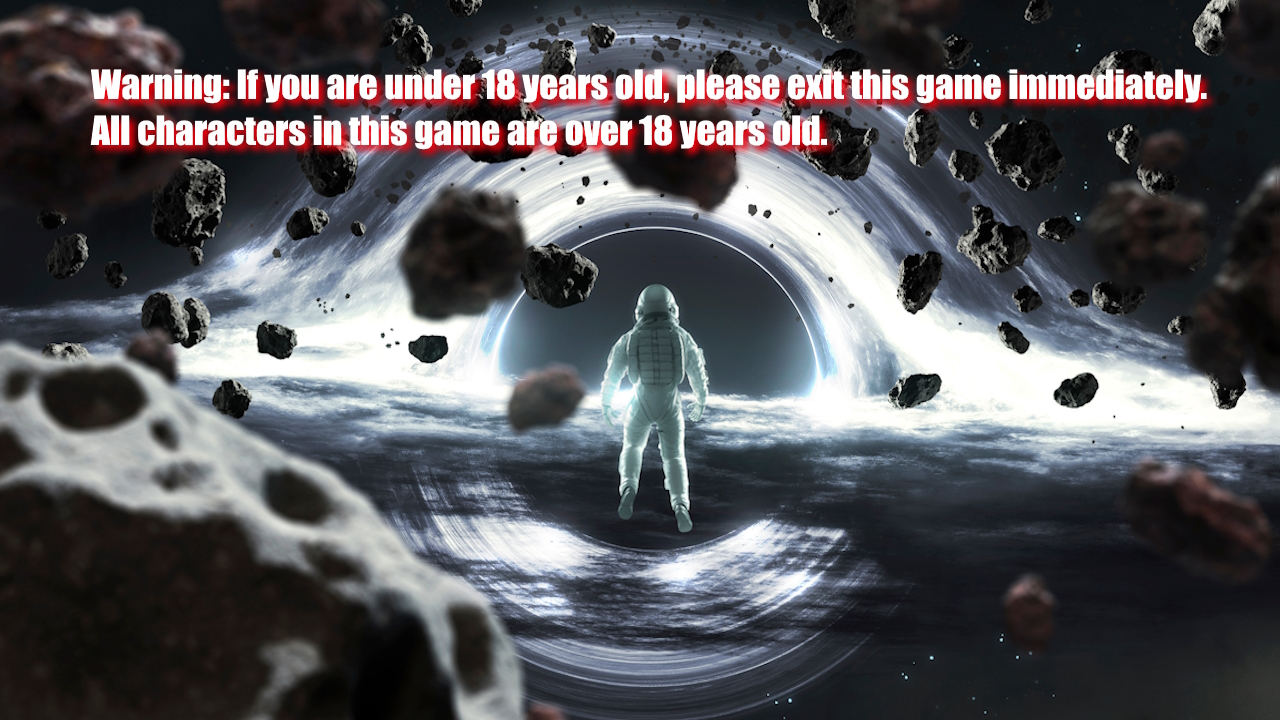 Warning: If you are under 18 years old, please exit this game immediately.
All characters in this game are over 18 years old.